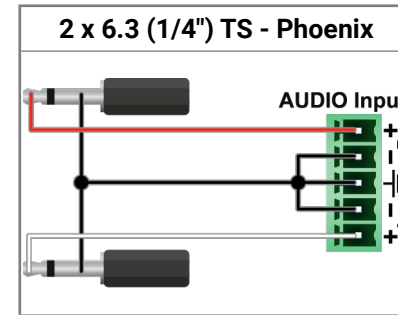 2 x 6.3 (1/4") TS - Phoenix
AUDIO Inpu
+
-
-
+